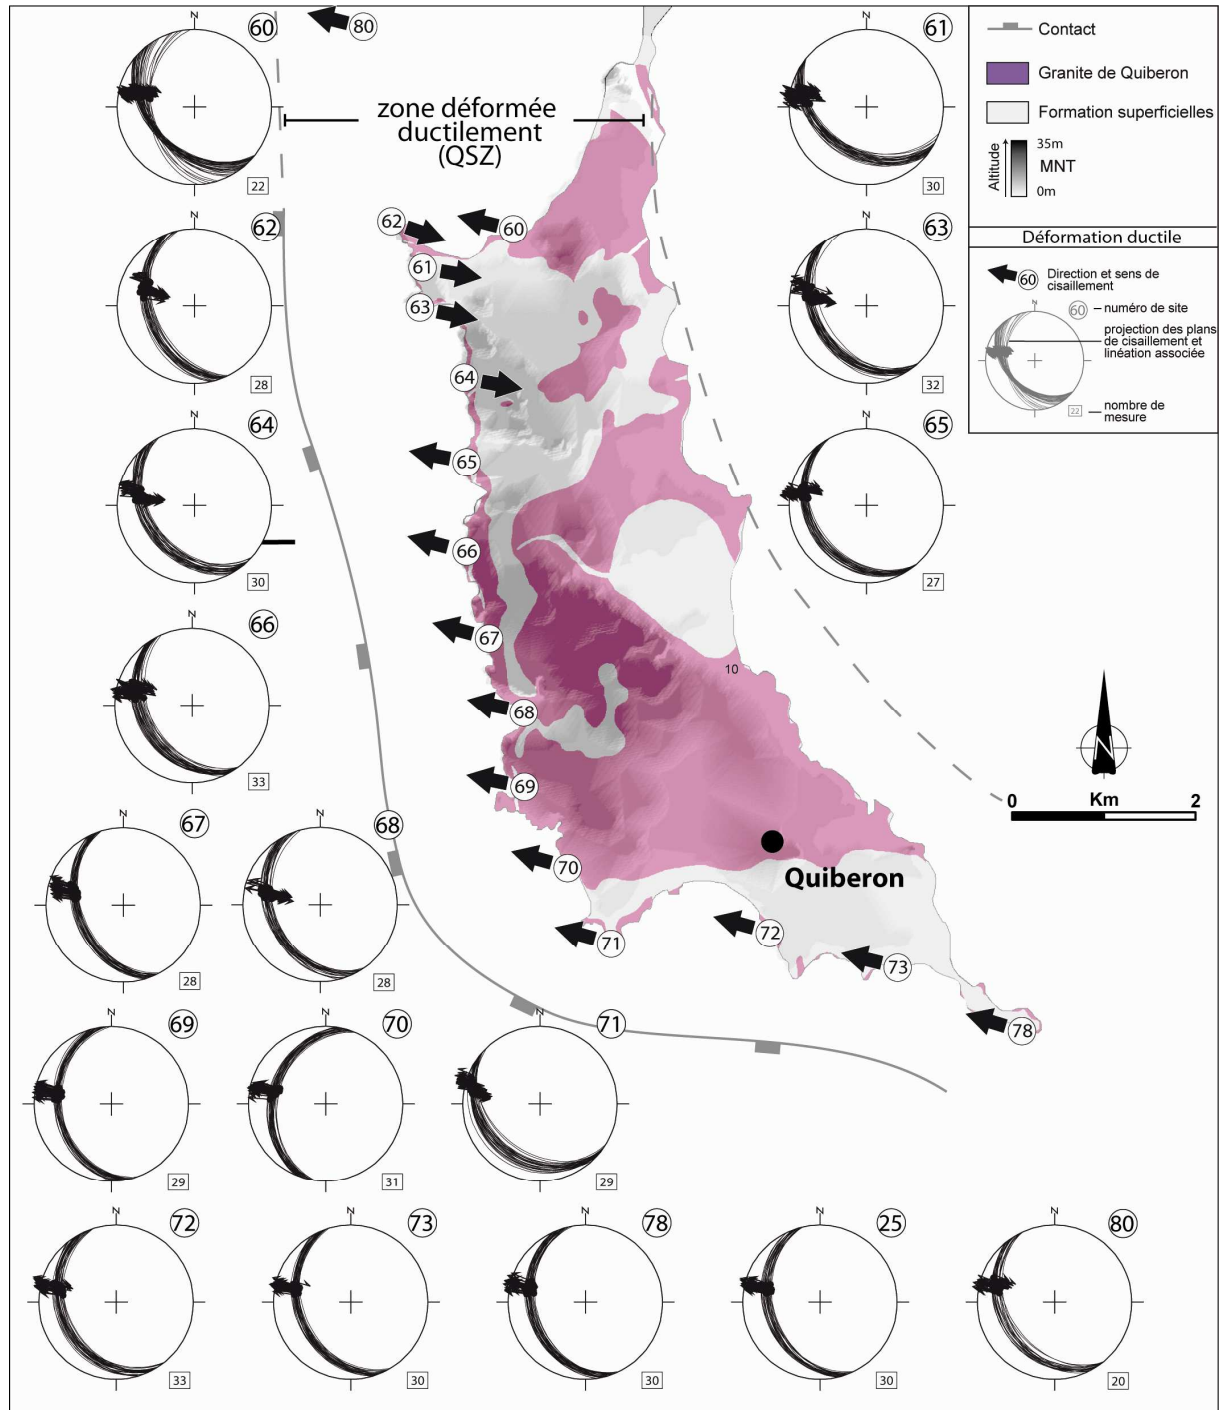 60
80
61
N
N
zone déformée
ductilement
(QSZ)
22
30
Contact
Granite de Quiberon
Formation superficielles
Altitude
35m
MNT
0m
Déformation ductile
60
Direction et sens de
cisaillement
N
60
numéro de site
projection des plans
de cisaillement et
linéation associée
22
nombre de
mesure
62
63
N
N
62
60
61
63
28
32
64
65
N
N
64
65
30
27
66
N
66
67
33
10
68
69
N
0
Km
2
67
68
N
N
70
Quiberon
28
28
71
72
73
78
69
70
71
N
N
N
29
31
29
72
73
78
25
80
N
N
N
N
N
33
30
30
30
20